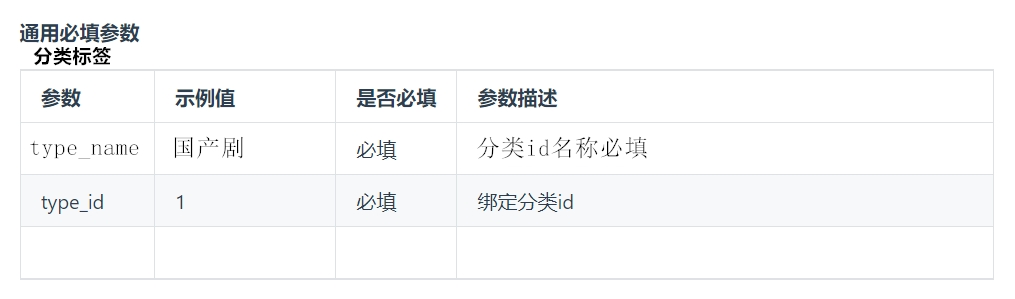 通用必填参数
分类标签
参数 示例值 是否必填 参数描述
type_name 国产剧 必填 分类id名称必填
type_id 1 必填 绑定分类id